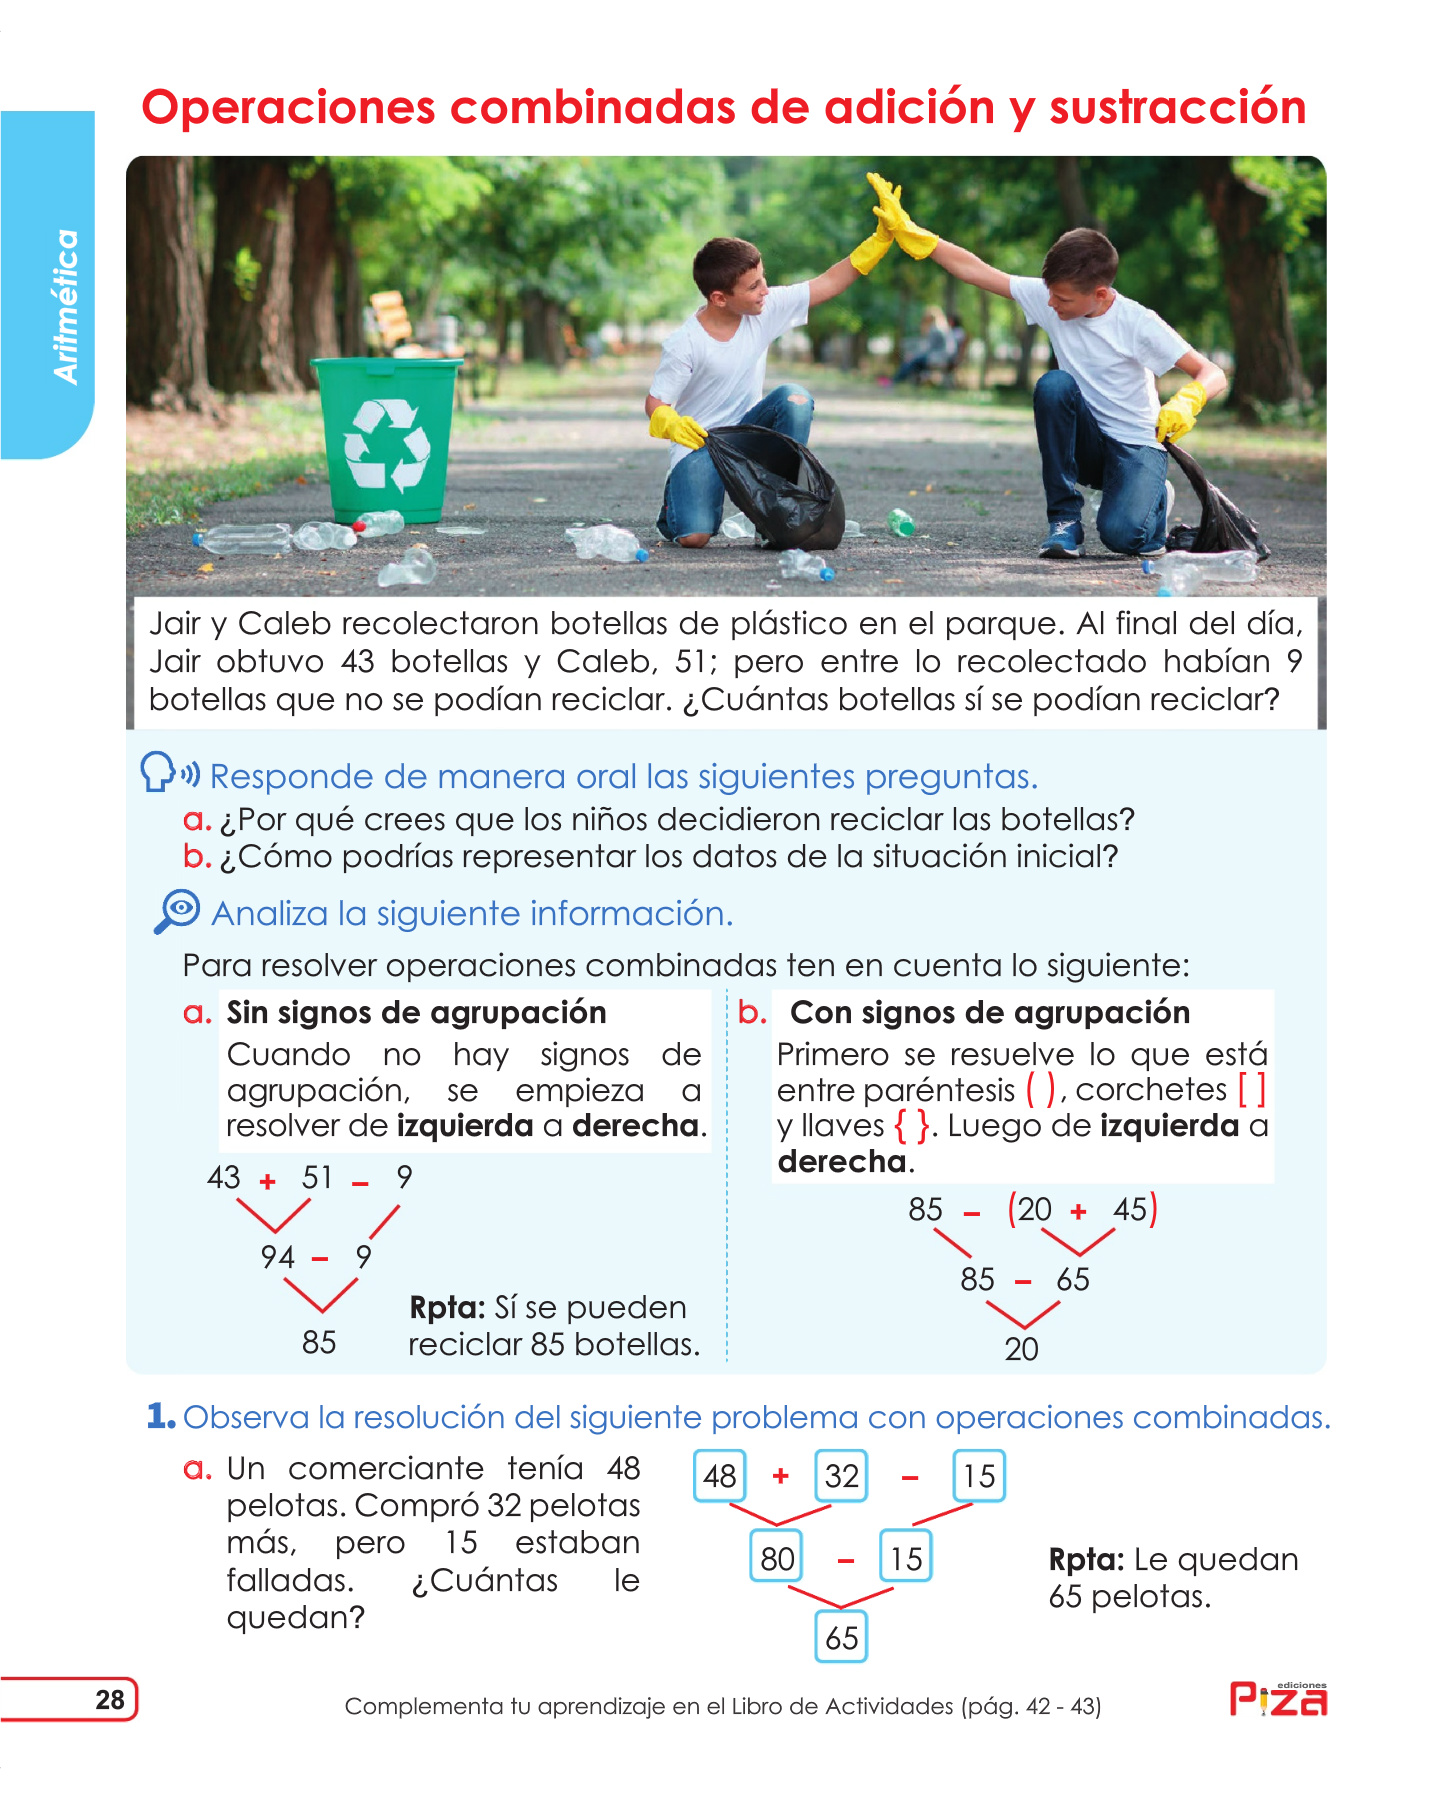 Operaciones combinadas de adición y sustracción
Aritmética
Jair y Caleb recolectaron botellas de plástico en el parque. Al final del día,
Jair obtuvo 43 botellas y Caleb, 51; pero entre lo recolectado habían 9
botellas que no se podían reciclar. ¿Cuántas botellas sí se podían reciclar?
Responde de manera oral las siguientes preguntas.
a. ¿Por qué crees que los niños decidieron reciclar las botellas?
b. ¿Cómo podrías representar los datos de la situación inicial?
Analiza la siguiente información.
Para resolver operaciones combinadas ten en cuenta lo siguiente:
a. Sin signos de agrupación
Cuando no hay signos de
agrupación, se empieza a
resolver de izquierda a derecha.
43 + 51 – 9
94 – 9
85
Rpta: Sí se pueden
reciclar 85 botellas.
b. Con signos de agrupación
Primero se resuelve lo que está
entre paréntesis ( ), corchetes [ ]
y llaves { }. Luego de izquierda a
derecha.
85 – (20 + 45)
85 – 65
20
1. Observa la resolución del siguiente problema con operaciones combinadas.
a. Un comerciante tenía 48
pelotas. Compró 32 pelotas
más, pero 15 estaban
falladas. ¿Cuántas le
quedan?
48 + 32 – 15
80 – 15
65
Rpta: Le quedan
65 pelotas.
28
Complementa tu aprendizaje en el Libro de Actividades (pág. 42 - 43)
ediciones
Piza